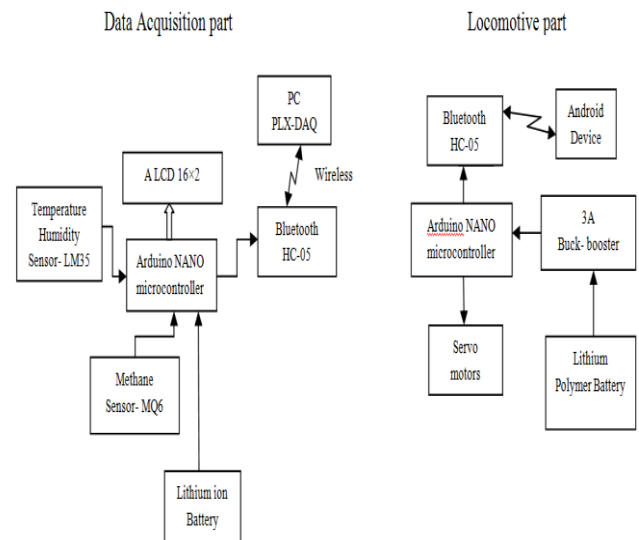 Data Acquisition part
Locomotive part
PC
PLX-DAQ
A LCD 16×2
Wireless
Temperature
Humidity
Sensor- LM35
Arduino NANO
microcontroller
Bluetooth
HC-05
Methane
Sensor- MQ6
Lithium ion
Battery
Bluetooth
HC-05
Android
Device
Arduino NANO
microcontroller
3A
Buck- booster
Servo
motors
Lithium
Polymer Battery